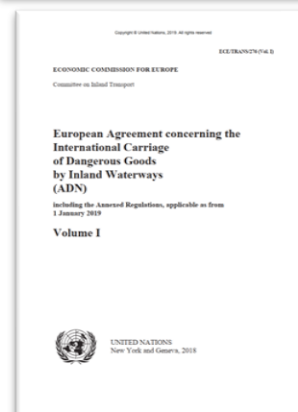 Copyright © United Nations, 2019. All rights reserved.
ECE/TRANS/276 (Vol. I)
ECONOMIC COMMISSION FOR EUROPE
Committee on Inland Transport
European Agreement concerning the
International Carriage
of Dangerous Goods
by Inland Waterways
(ADN)
including the Annexed Regulations, applicable as from
1 January 2019
Volume I
UNITED NATIONS
New York and Geneva, 2018